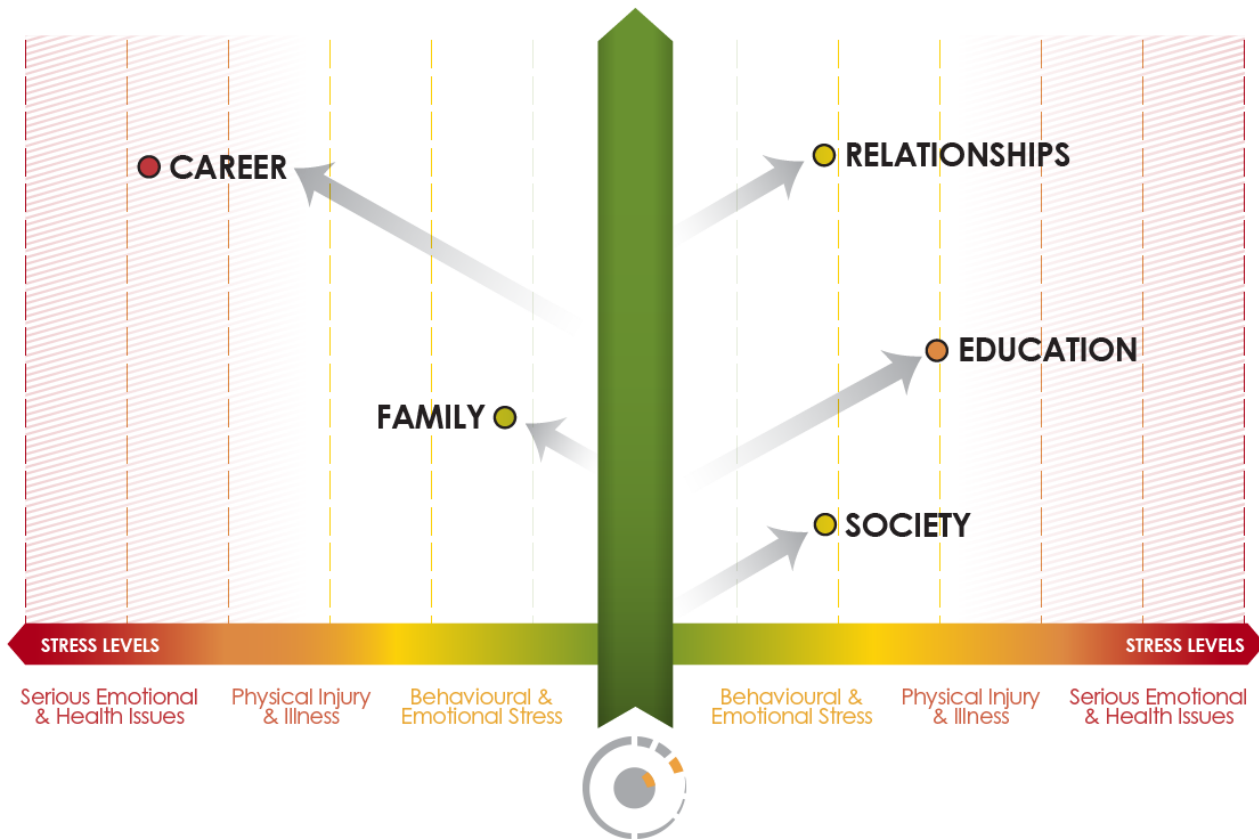 CAREER
RELATIONSHIPS
EDUCATION
FAMILY
SOCIETY
STRESS LEVELS
STRESS LEVELS
Serious Emotional
& Health Issues
Physical Injury
& Illness
Behavioural &
Emotional Stress
Behavioural &
Emotional Stress
Physical Injury
& Illness
Serious Emotional
& Health Issues